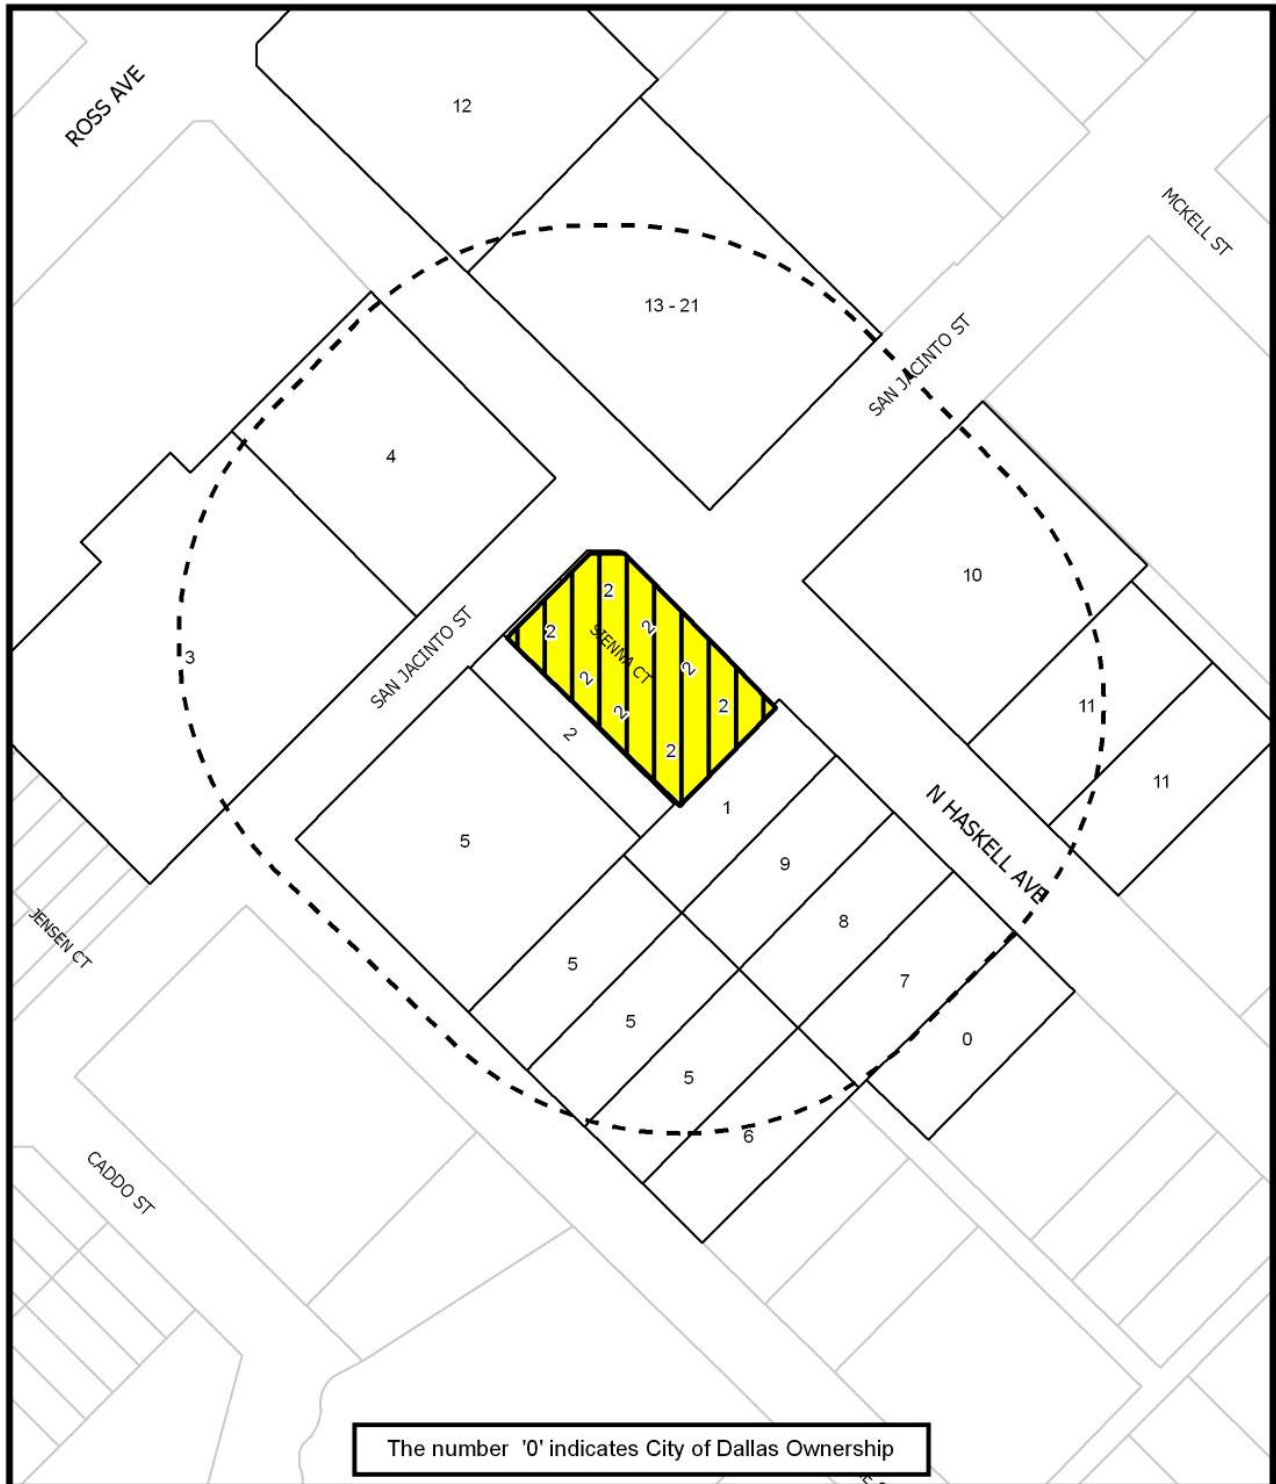 ROSS AVE
12
MCKELL ST
13 - 21
SAN JACINTO ST
4
10
2
2
2
SIENNA CT
3
SAN JACINTO ST
2
2
2
2
11
2
2
2
11
1
N HASKELL AVE
5
9
8
JENSEN CT
5
7
5
0
5
6
CADDO ST
The number '0' indicates City of Dallas Ownership